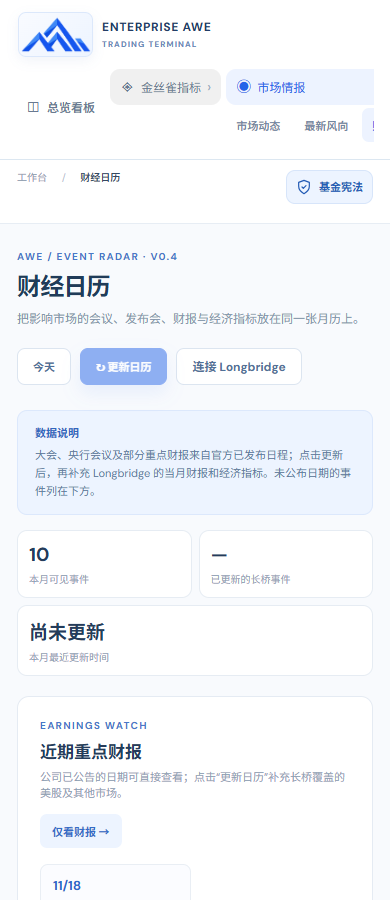 ENTERPRISE AWE
TRADING TERMINAL
总览看板
金丝雀指标 ›
市场情报
市场动态 最新风向
工作台 / 财经日历
基金宪法
AWE / EVENT RADAR · V0.4
财经日历
把影响市场的会议、发布会、财报与经济指标放在同一张月历上。
今天
↻ 更新日历
连接 Longbridge
数据说明
大会、央行会议及部分重点财报来自官方已发布日程；点击更新
后，再补充 Longbridge 的当月财报和经济指标。未公布日期的事
件列在下方。
10
本月可见事件
—
已更新的长桥事件
尚未更新
本月最近更新时间
EARNINGS WATCH
近期重点财报
公司已公告的日期可直接查看；点击“更新日历”补充长桥覆盖的
美股及其他市场。
仅看财报 →
11/18